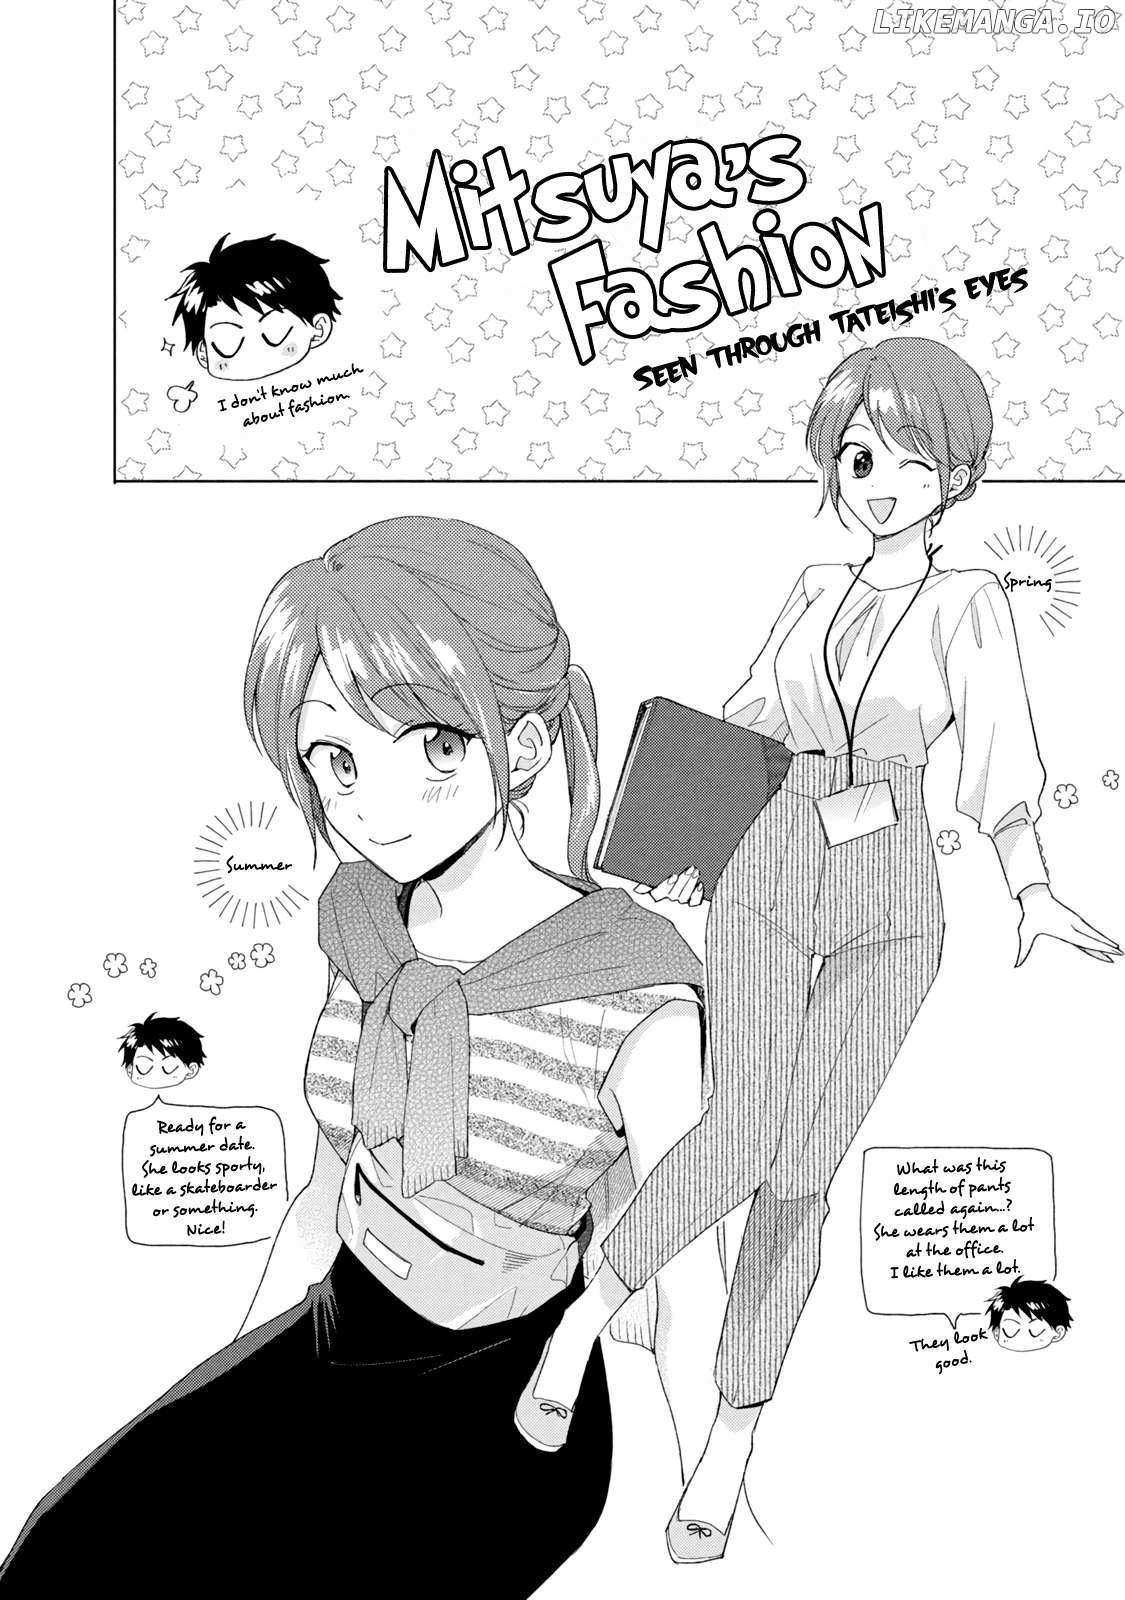 LIKEMANGA.IO
Mitsuya's
Fashion
SEEN THROUGH TATEISHI'S EYES
I don't know much
about fashion.
Spring
Summer
Ready for a
summer date.
She looks sporty,
like a skateboarder
or something.
Nice!
What was this
length of pants
called again...?
She wears them a lot
at the office.
I like them a lot.
They look
good.